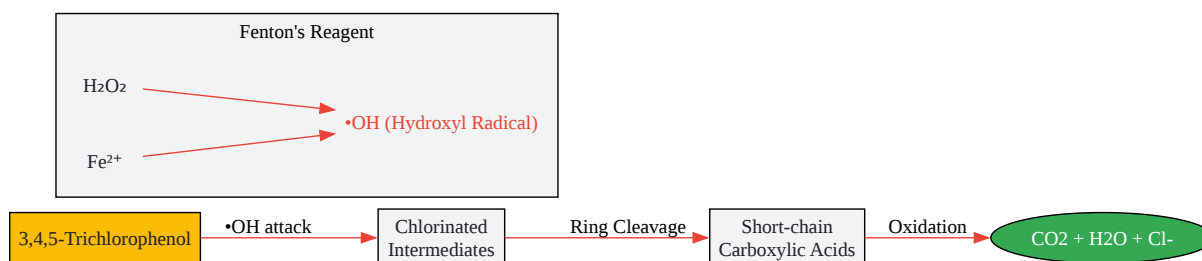 Fenton's Reagent
H₂O₂
•OH (Hydroxyl Radical)
Fe²⁺
3,4,5-Trichlorophenol
•OH attack
Chlorinated
Intermediates
Ring Cleavage
Short-chain
Carboxylic Acids
Oxidation
CO2 + H2O + Cl-